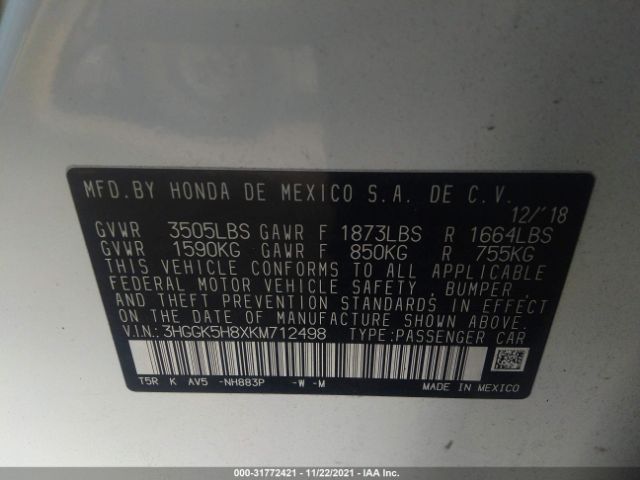 MFD.BY HONDA DE MEXICO S.A. DE C.V.
12/'18
GVWR 3505LBS GAWR F 1873LBS R 1664LBS
GVWR 1590KG GAWR F 850KG R 755KG
THIS VEHICLE CONFORMS TO ALL APPLICABLE
FEDERAL MOTOR VEHICLE SAFETY, BUMPER,
AND THEFT PREVENTION STANDARDS IN EFFECT
ON THE DATE OF MANUFACTURE SHOWN ABOVE.
V.IN.: 3HGGK5H8XKM712498 TYPE:PASSENGER CAR
T5R K AV5 -NH883P -W -M MADE IN MEXICO
000-31772421 - 11/22/2021 - IAA Inc.